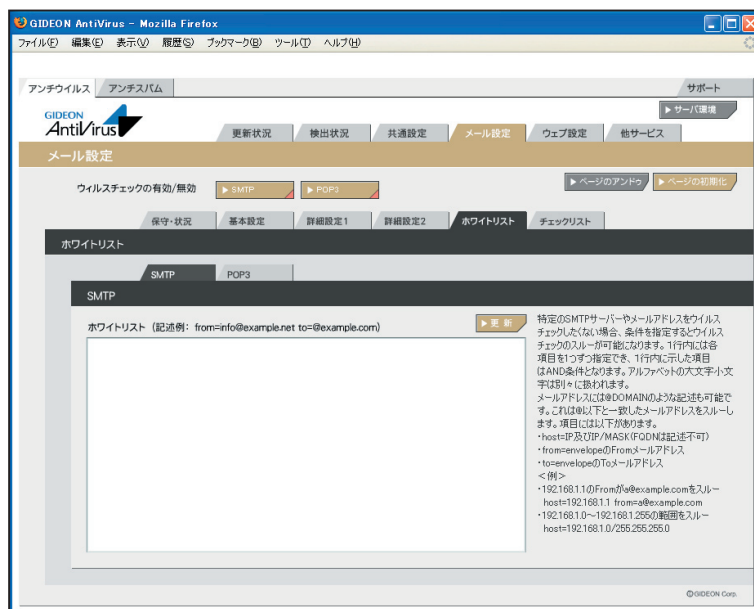 GIDEON AntiVirus - Mozilla Firefox
ファイル(F) 編集(E) 表示(V) 履歴(S) ブックマーク(B) ツール(T) ヘルプ(H)
アンチウイルス アンチスパム サポート
GIDEON AntiVirus
サーバ環境
更新状況 検出状況 共通設定 メール設定 ウェブ設定 他サービス
メール設定
ウィルスチェックの有効/無効 SMTP POP3 ページのアンドゥ ページの初期化
保守・状況 基本設定 詳細設定1 詳細設定2 ホワイトリスト チェックリスト
ホワイトリスト
SMTP POP3
SMTP
ホワイトリスト (記述例: from=info@example.net to=@example.com) 更 新
特定のSMTPサーバーやメールアドレスをウイルス
チェックしたくない場合、条件を指定するとウイルス
チェックのスルーが可能になります。1行内には各
項目を1つずつ指定でき、1行内に示した項目
はAND条件となります。アルファベットの大文字小文
字は別々に扱われます。
メールアドレスには@DOMAINのような記述も可能で
す。これは@以下と一致したメールアドレスをスルーし
ます。項目には以下があります。
・host=IP及びIP/MASK(FQDNは記述不可)
・from=envelopeのFromメールアドレス
・to=envelopeのToメールアドレス
<例>
・192.168.1.1のFromがa@example.comをスルー
host=192.168.1.1 from=a@example.com
・192.168.1.0～192.168.1.255の範囲をスルー
host=192.168.1.0/255.255.255.0
©GIDEON Corp.